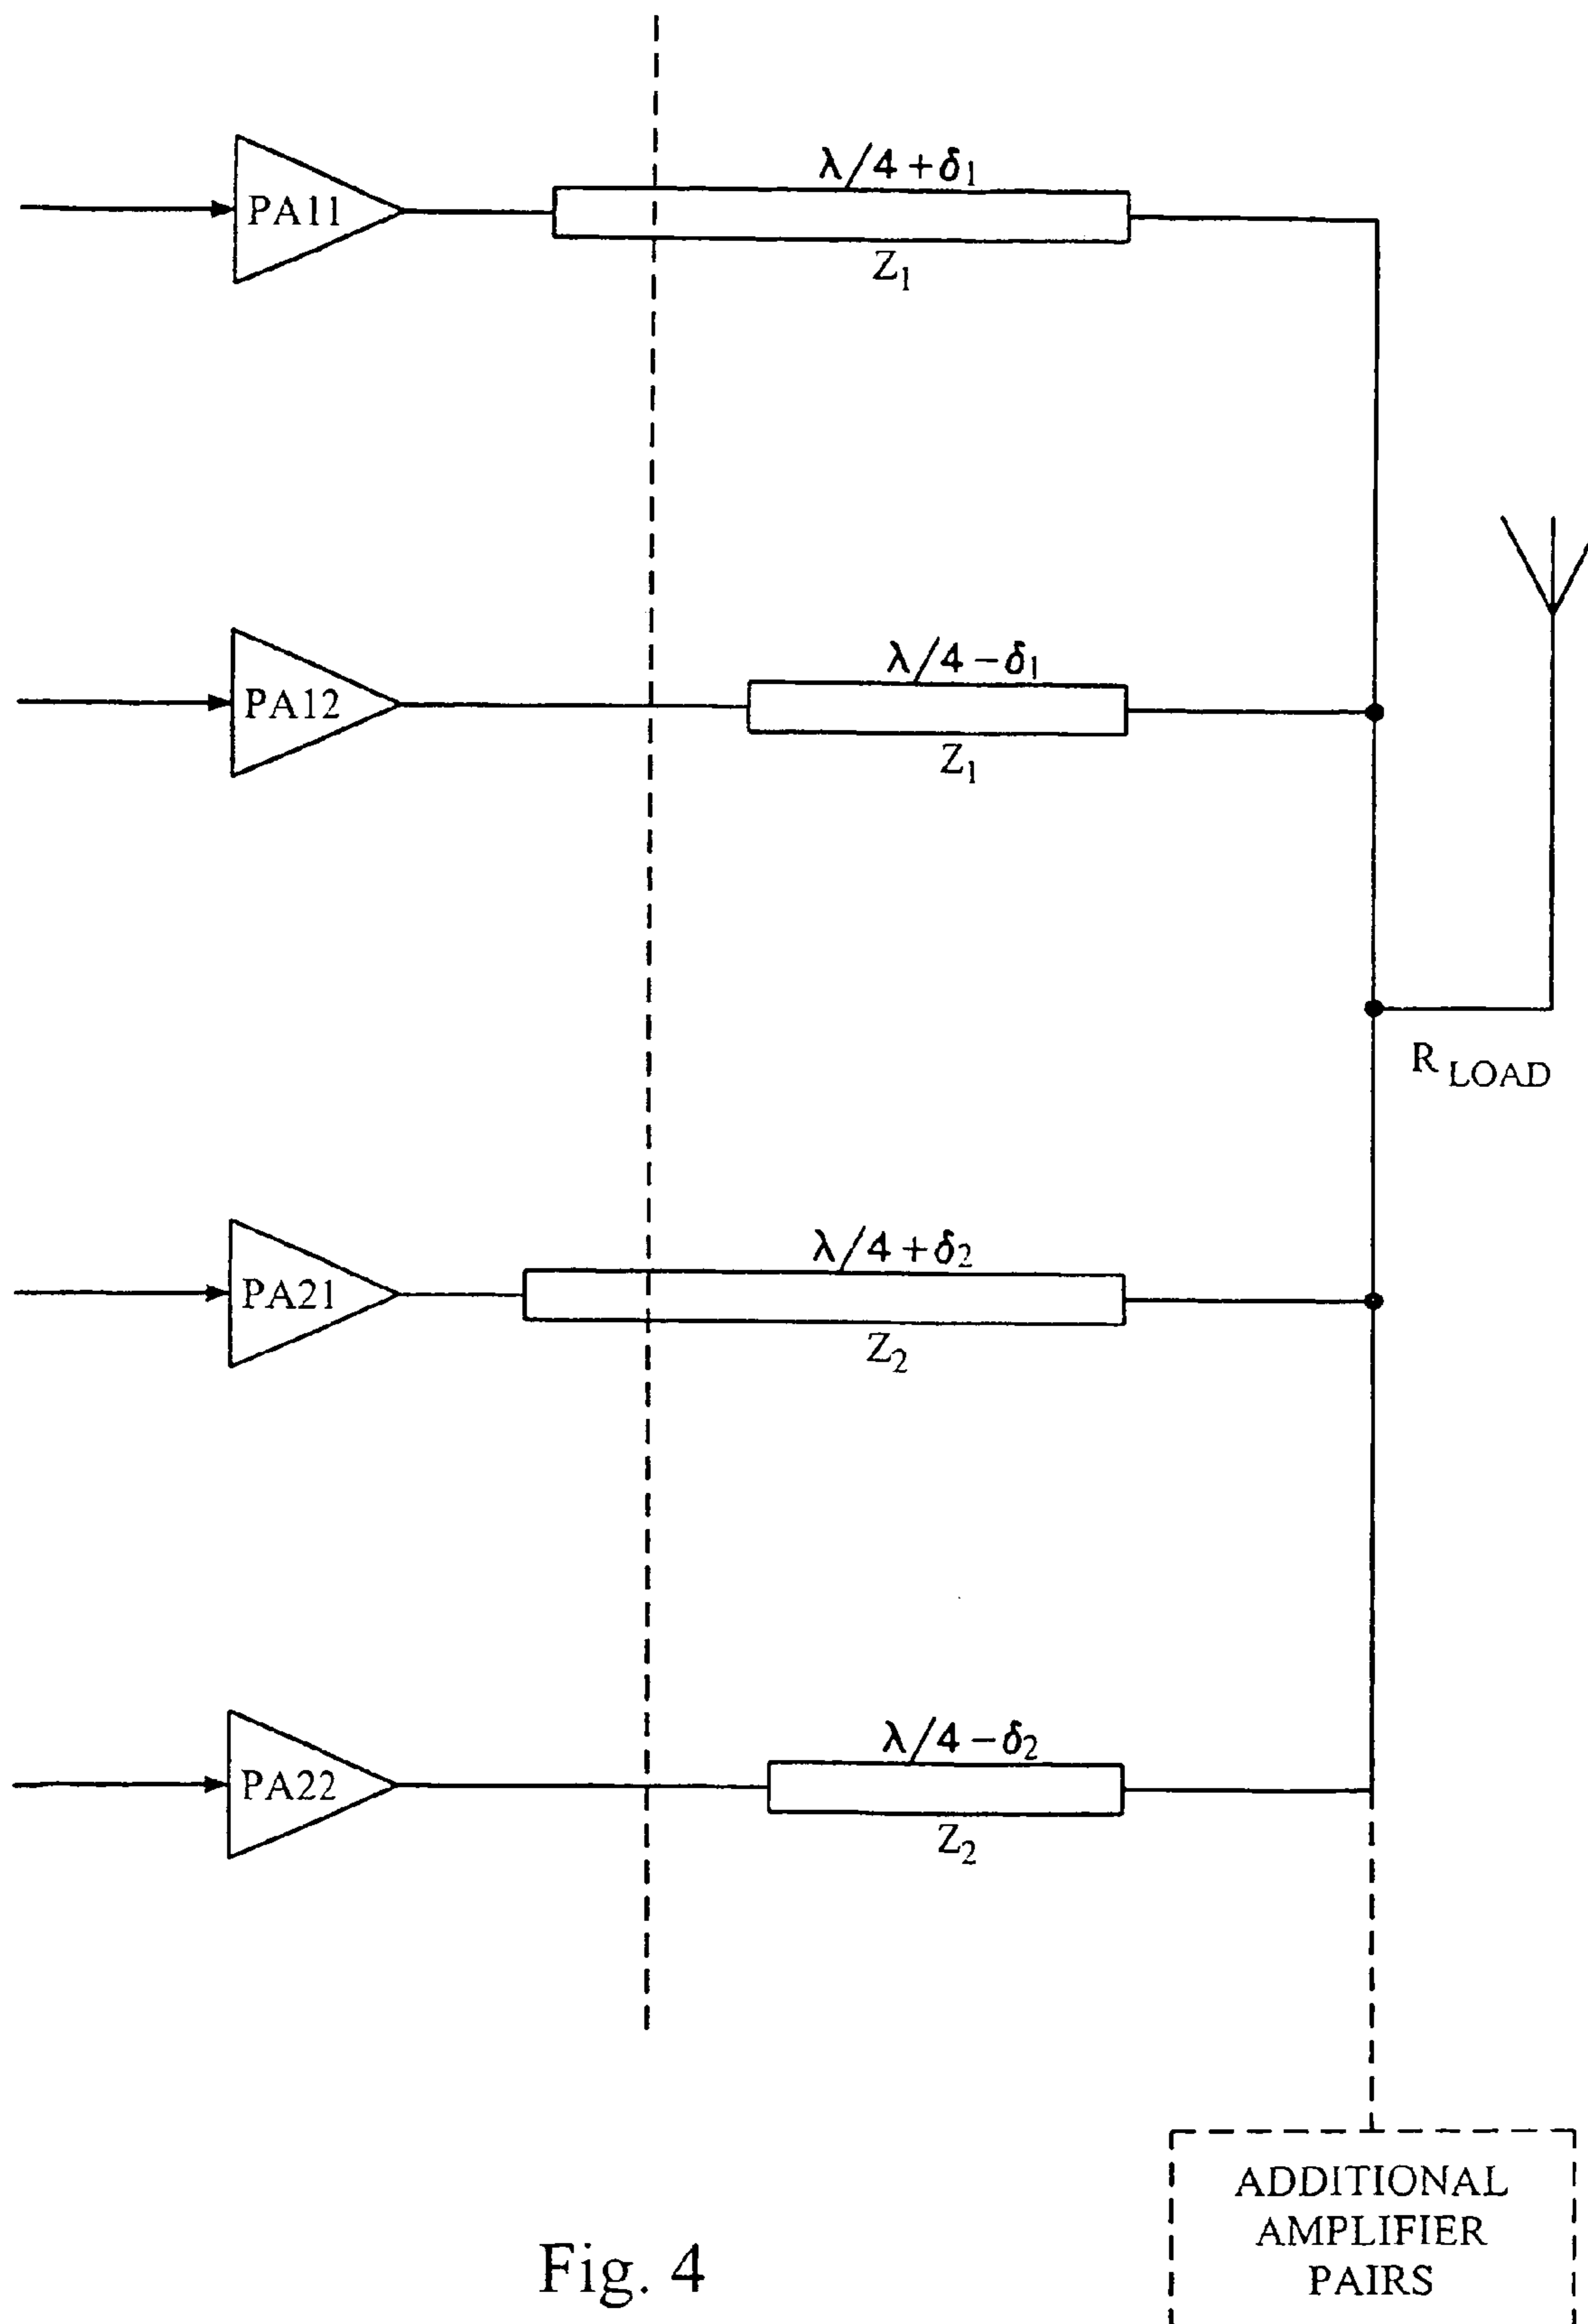 λ/4 + δ1
PA11
Z1
λ/4 – δ1
PA12
Z1
R LOAD
λ/4 + δ2
PA21
Z2
λ/4 – δ2
PA22
Z2
ADDITIONAL
AMPLIFIER
PAIRS
Fig. 4